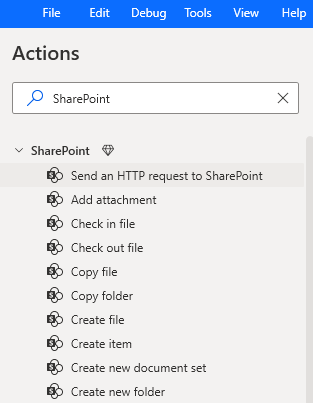 File Edit Debug Tools View Help
Actions
SharePoint
SharePoint
Send an HTTP request to SharePoint
Add attachment
Check in file
Check out file
Copy file
Copy folder
Create file
Create item
Create new document set
Create new folder